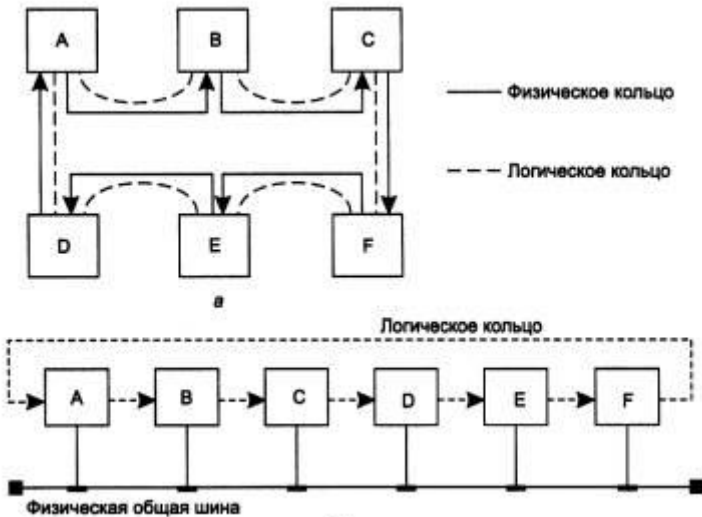 A B C
Физическое кольцо
Логическое кольцо
D E F
а
Логическое кольцо
A B C D E F
Физическая общая шина